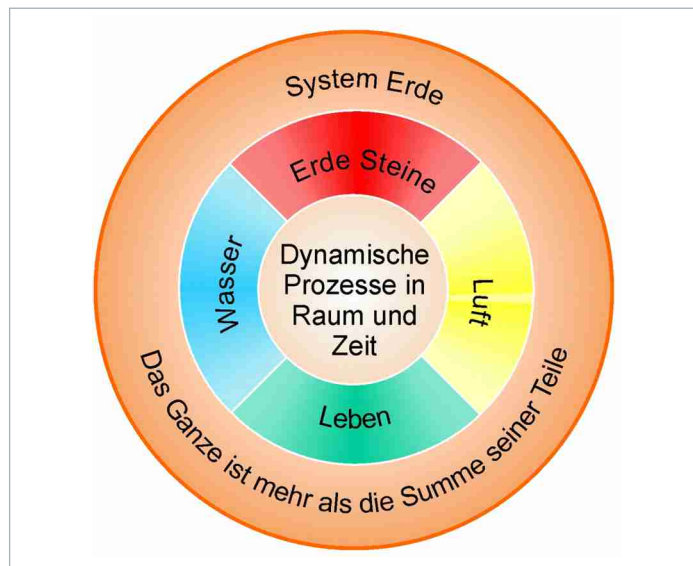 System Erde
Erde Steine
Wasser
Dynamische
Prozesse in
Raum und
Zeit
Luft
Leben
Das Ganze ist mehr als die Summe seiner Teile